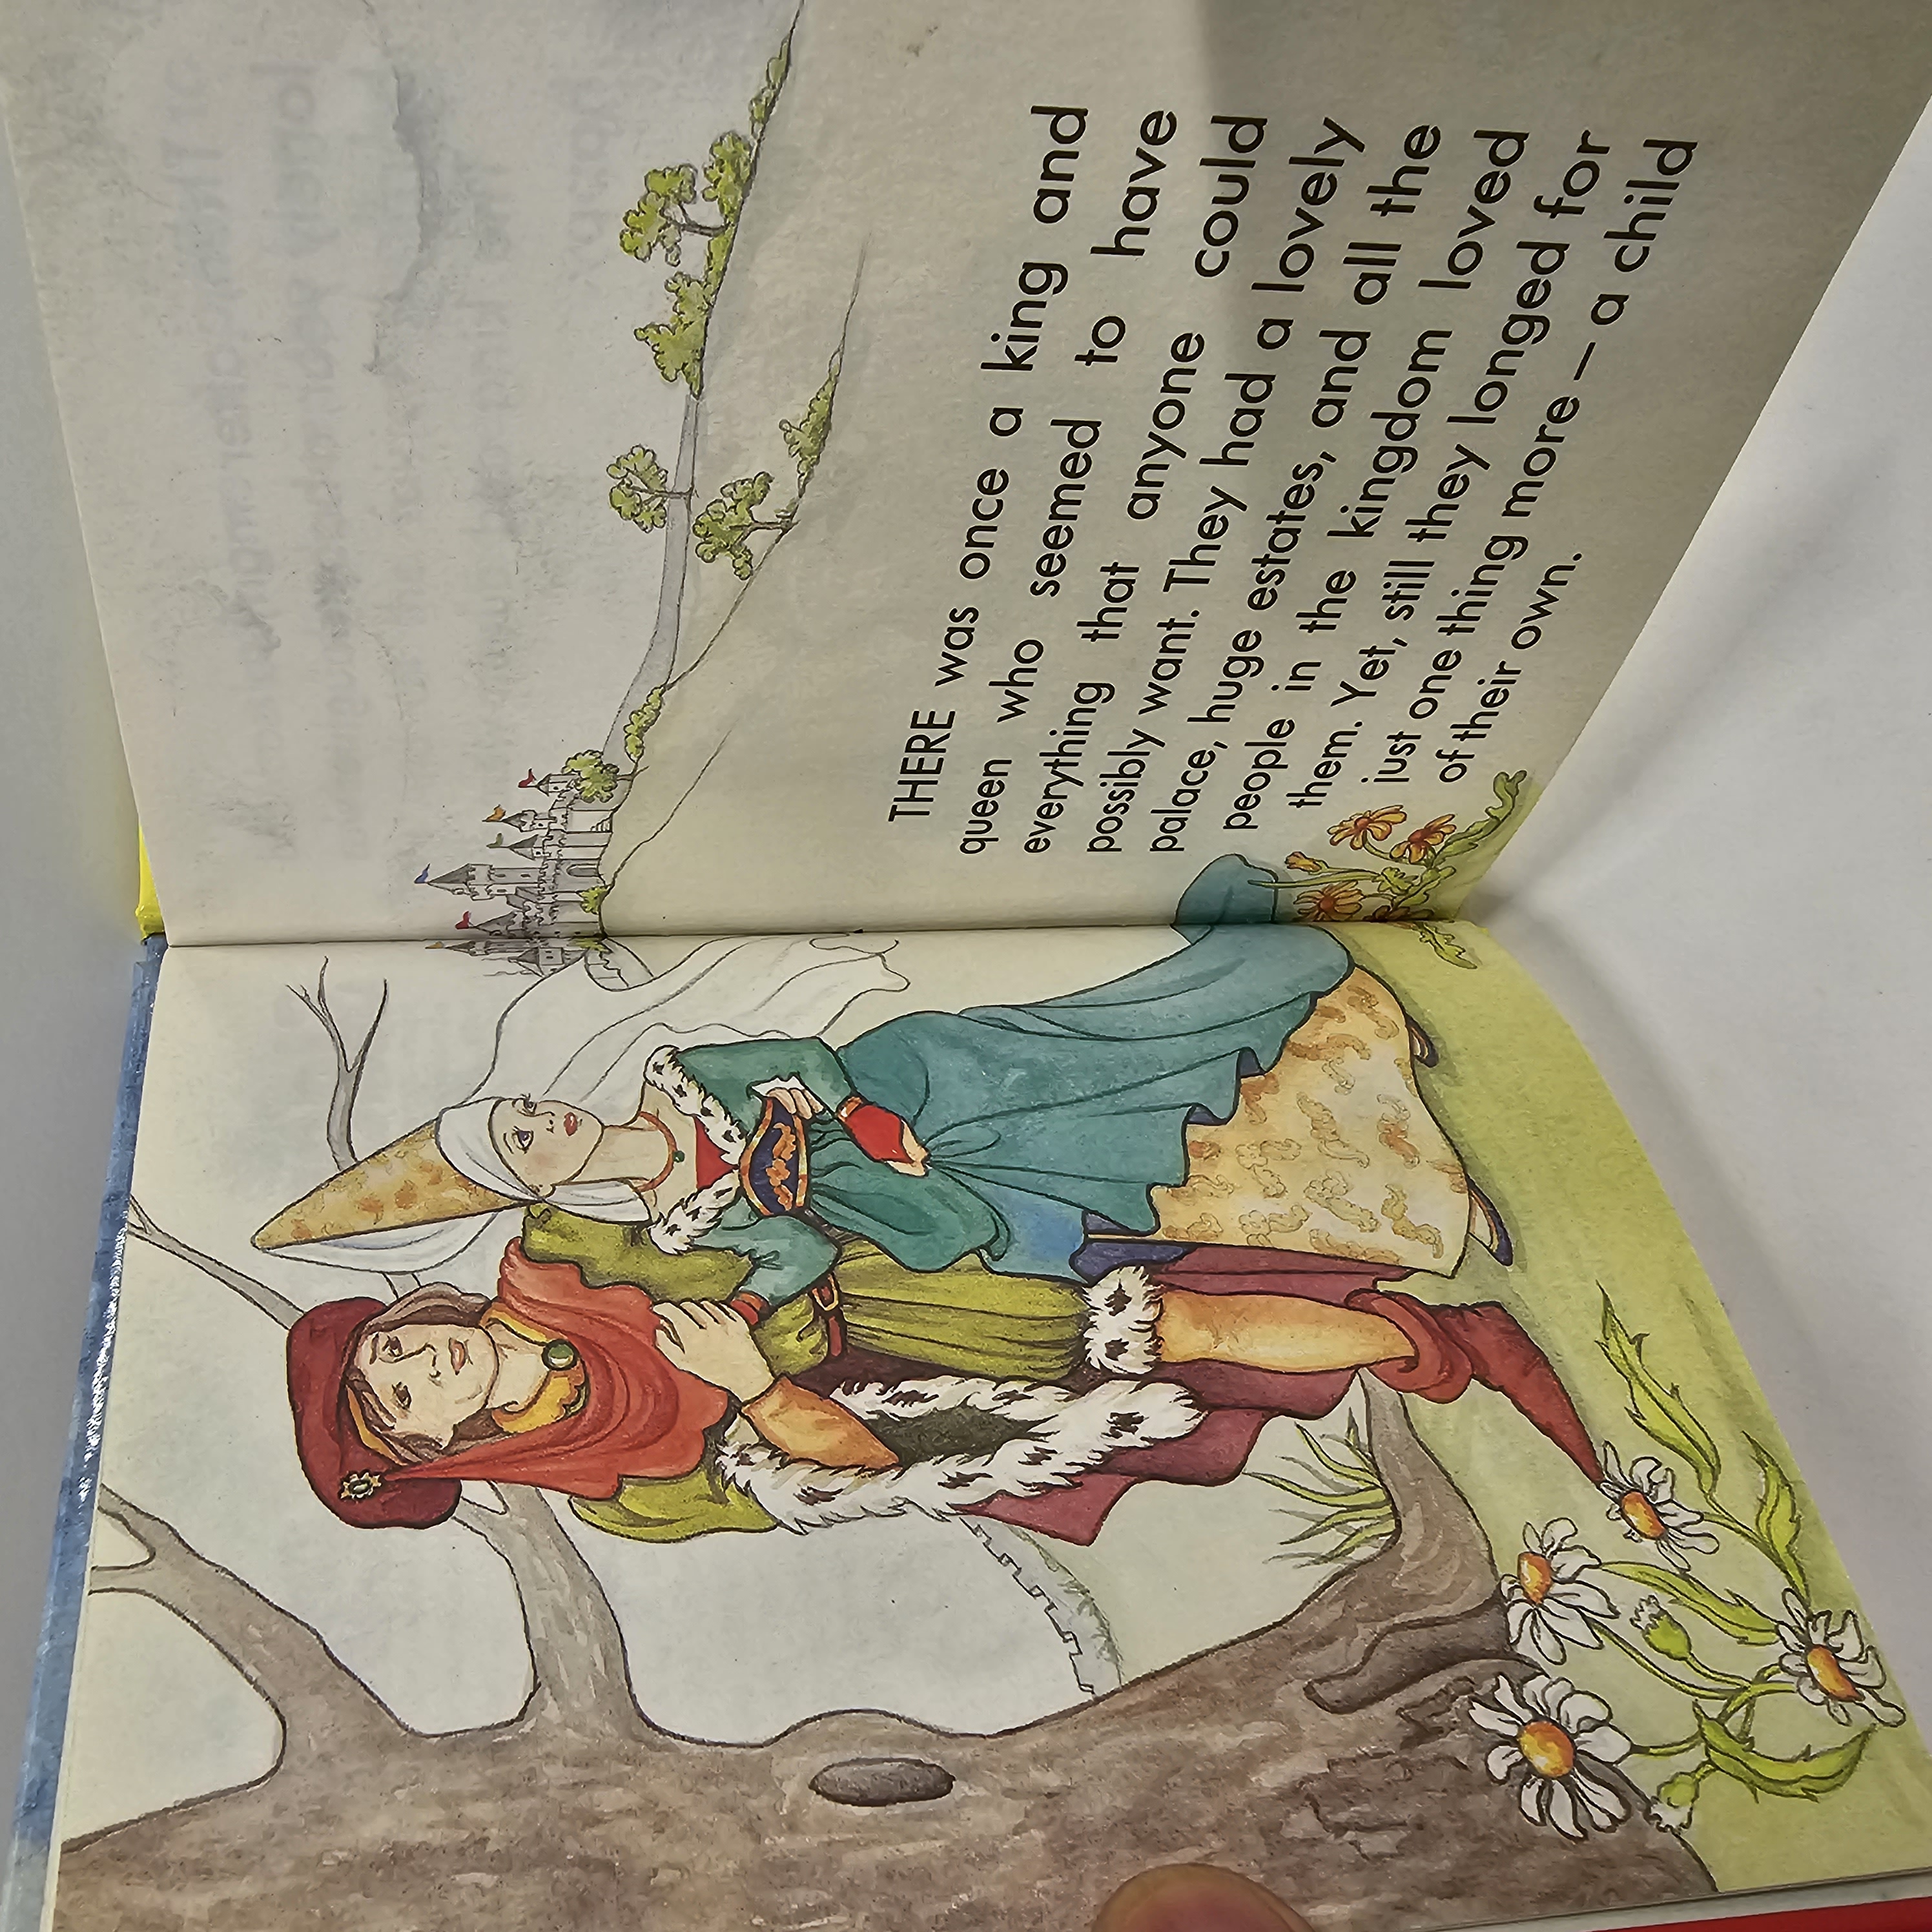 THERE was once a king and
queen who seemed to have
everything that anyone could
possibly want. They had a lovely
palace, huge estates, and all the
people in the kingdom loved
them. Yet, still they longed for
just one thing more – a child
of their own.